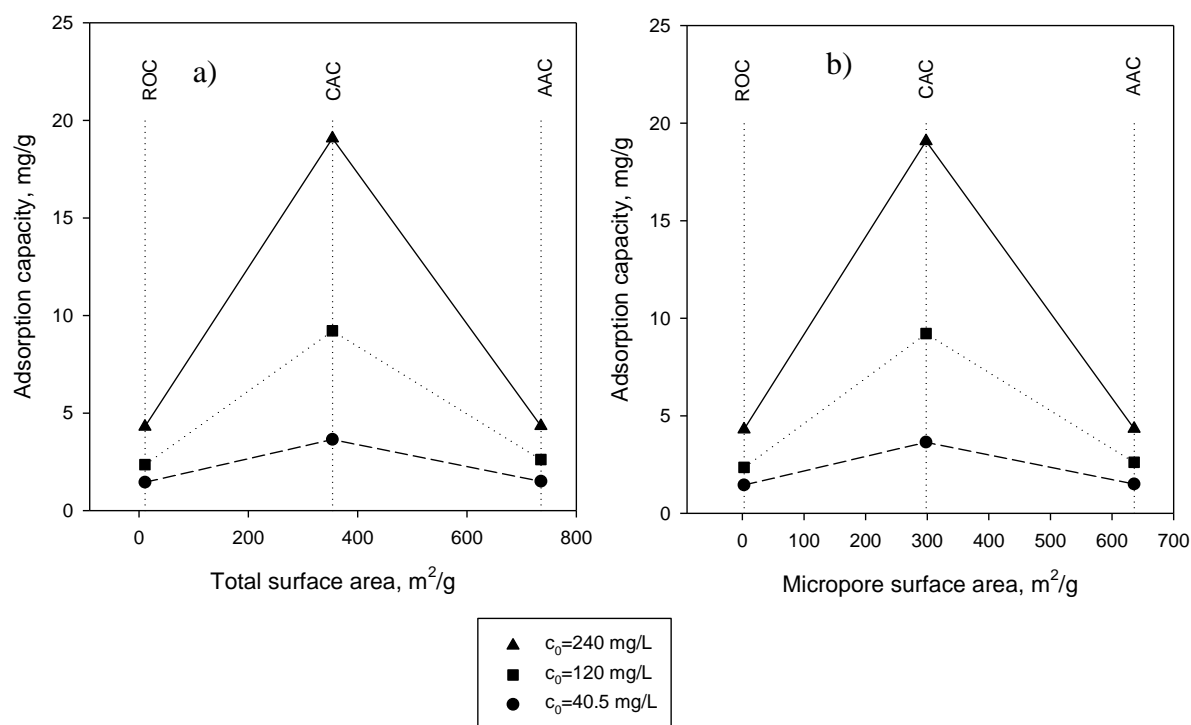 a)
ROC
CAC
AAC
25
20
15
10
5
0
Adsorption capacity, mg/g
0 200 400 600 800
Total surface area, m²/g
b)
ROC
CAC
AAC
25
20
15
10
5
0
Adsorption capacity, mg/g
0 100 200 300 400 500 600 700
Micropore surface area, m²/g
c₀=240 mg/L
c₀=120 mg/L
c₀=40.5 mg/L